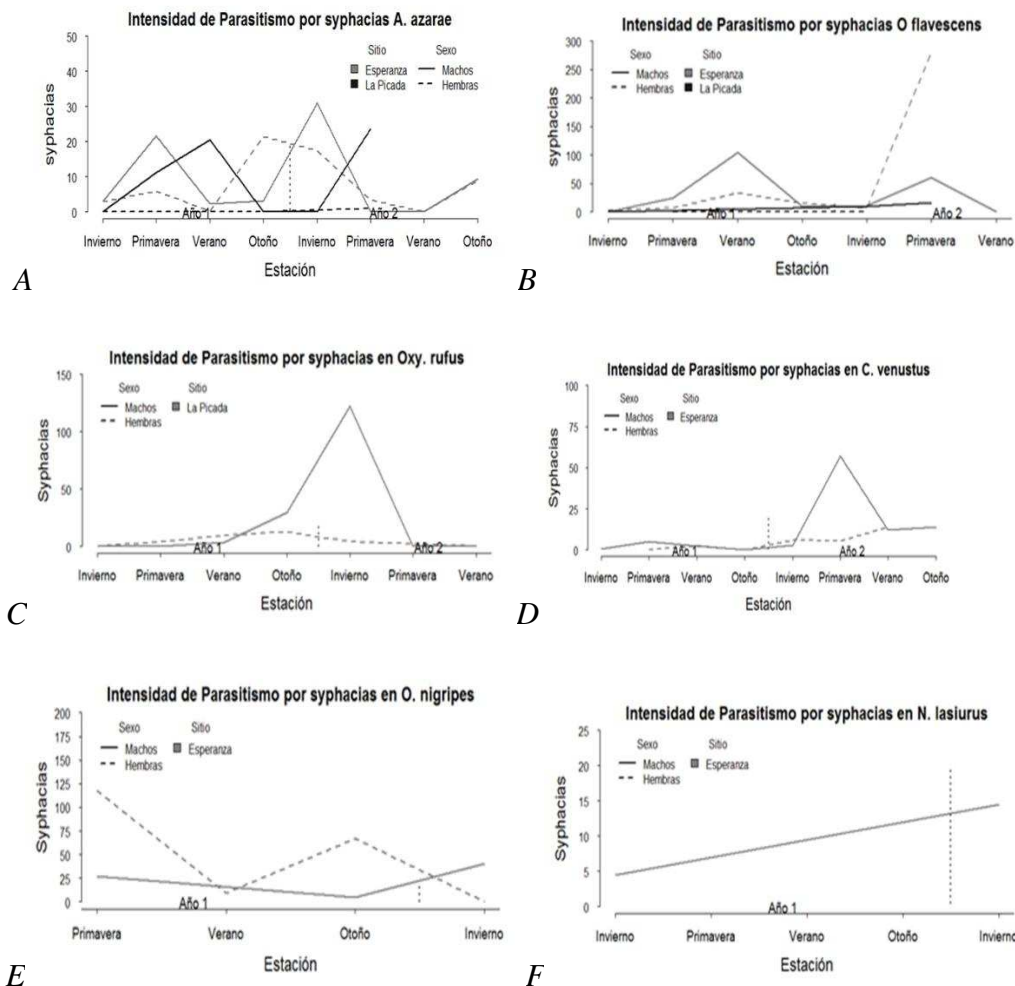 Intensidad de Parasitismo por syphacias A. azarae
50
40
30
20
10
0
syphacias
Sitio Sexo
Esperanza Machos
La Picada Hembras
Año 1 Año 2
Invierno Primavera Verano Otoño Invierno Primavera Verano Otoño
Estación
A
Intensidad de Parasitismo por syphacias O flavescens
300
250
200
150
100
50
0
syphacias
Sexo Sitio
Machos Esperanza
Hembras La Picada
Año 1 Año 2
Invierno Primavera Verano Otoño Invierno Primavera Verano
Estación
B
Intensidad de Parasitismo por syphacias en Oxy. rufus
150
100
50
0
Syphacias
Sexo Sitio
Machos La Picada
Hembras
Año 1 Año 2
Invierno Primavera Verano Otoño Invierno Primavera Verano
Estación
C
Intensidad de Parasitismo por syphacias en C. venustus
100
75
50
25
0
Syphacias
Sexo Sitio
Machos Esperanza
Hembras
Año 1 Año 2
Invierno Primavera Verano Otoño Invierno Primavera Verano Otoño
Estación
D
Intensidad de Parasitismo por syphacias en O. nigripes
200
175
150
125
100
75
50
25
0
Syphacias
Sexo Sitio
Machos Esperanza
Hembras
Año 1
Primavera Verano Otoño Invierno
Estación
E
Intensidad de Parasitismo por syphacias en N. lasiurus
25
20
15
10
5
0
Syphacias
Sexo Sitio
Machos Esperanza
Hembras
Año 1
Invierno Primavera Verano Otoño Invierno
Estación
F